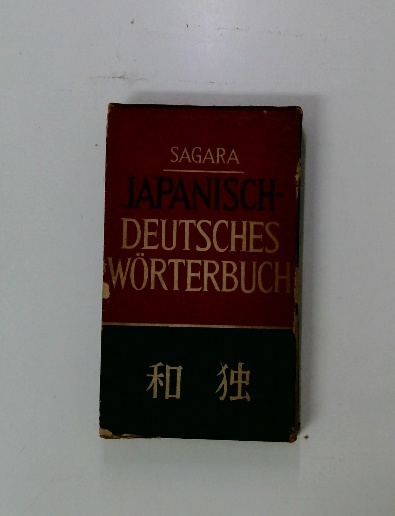 SAGARA
JAPANISCH-
DEUTSCHES
WÖRTERBUCH
和 独